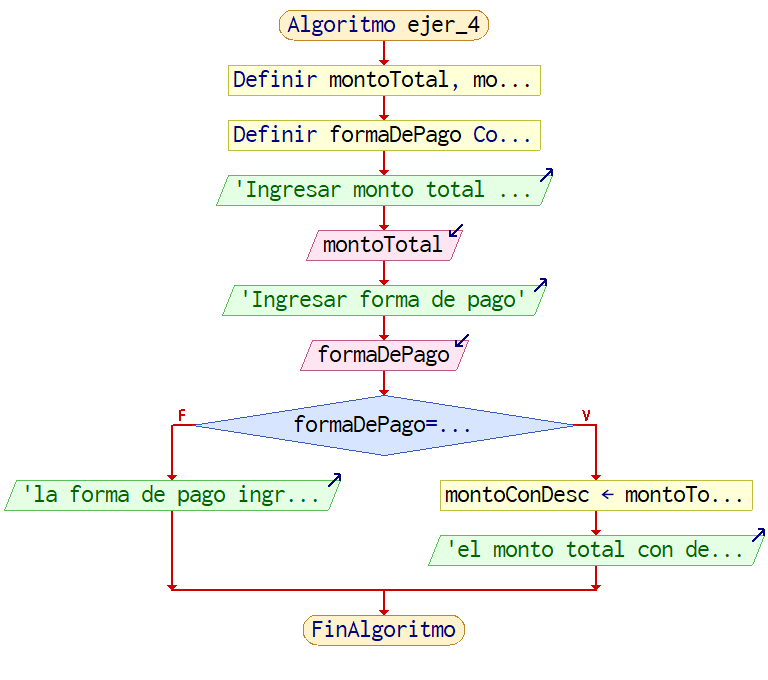 Algoritmo ejer_4
Definir montoTotal, mo...
Definir formaDePago Co...
'Ingresar monto total ...
montoTotal
'Ingresar forma de pago'
formaDePago
formaDePago=...
F
V
'la forma de pago ingr...
montoConDesc ← montoTo...
'el monto total con de...
FinAlgoritmo